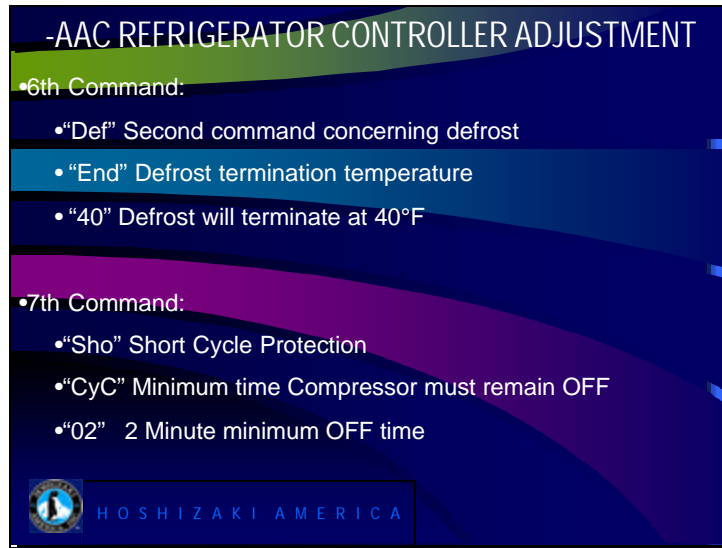 -AAC REFRIGERATOR CONTROLLER ADJUSTMENT
•6th Command:
•“Def” Second command concerning defrost
• “End” Defrost termination temperature
• “40” Defrost will terminate at 40°F
•7th Command:
•“Sho” Short Cycle Protection
•“CyC” Minimum time Compressor must remain OFF
•“02” 2 Minute minimum OFF time
HOSHIZAKI AMERICA